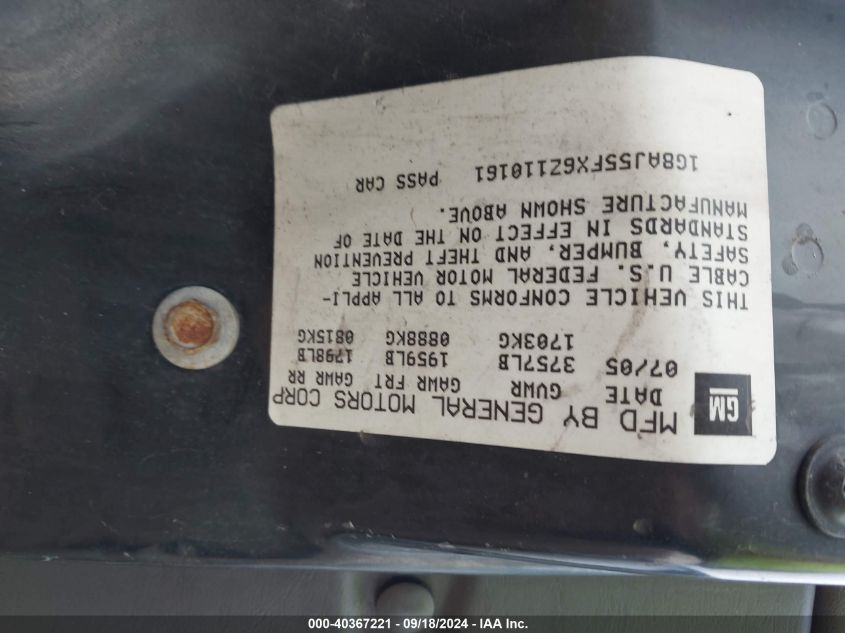 GM
MFD BY GENERAL MOTORS CORP
DATE GVWR GAWR FRT GAWR RR
07/05 3757LB 1959LB 1798LB
1703KG 0888KG 0815KG
THIS VEHICLE CONFORMS TO ALL APPLI-
CABLE U.S. FEDERAL MOTOR VEHICLE
SAFETY, BUMPER, AND THEFT PREVENTION
STANDARDS IN EFFECT ON THE DATE OF
MANUFACTURE SHOWN ABOVE.
1G8AJ55FX6Z110161 PASS CAR
000-40367221 - 09/18/2024 - IAA Inc.